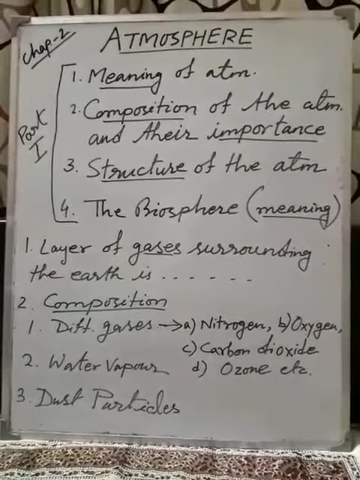 Chap-2
ATMOSPHERE
Part I
1. Meaning of atm.
2. Composition of the atm.
and their importance
3. Structure of the atm
4. The Biosphere (meaning)
1. Layer of gases surrounding :
the earth is . . . . . .
2. Composition
1. Diff. gases → a) Nitrogen, b) Oxygen,
c) Carbon dioxide
2. Water Vapour d) Ozone etc.
3. Dust Particles